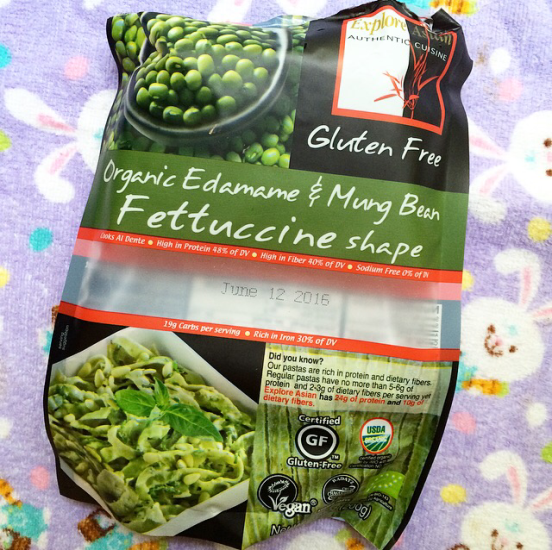 Explore Asian
AUTHENTIC CUISINE
Gluten Free
Organic Edamame & Mung Bean
Fettuccine shape
Cooks Al Dente • High in Protein 48% of DV • High in Fiber 40% of DV • Sodium Free 0% of D
June 12 2016
19g Carbs per serving • Rich in Iron 30% of DV
Did you know?
Our pastas are rich in protein and dietary fibers.
Regular pastas have no more than 5-6g of
protein and 2-3g of dietary fibers per serving
Explore Asian has 24g of protein and 10g of
dietary fibers.
Certified
GF
Gluten-Free
USDA
ORGANIC
Vegan